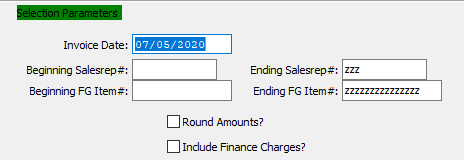 Selection Parameters
Invoice Date: 07/05/2020
Beginning Salesrep#: Ending Salesrep#: zzz
Beginning FG Item#: Ending FG Item#: zzzzzzzzzzzzzzz
Round Amounts?
Include Finance Charges?